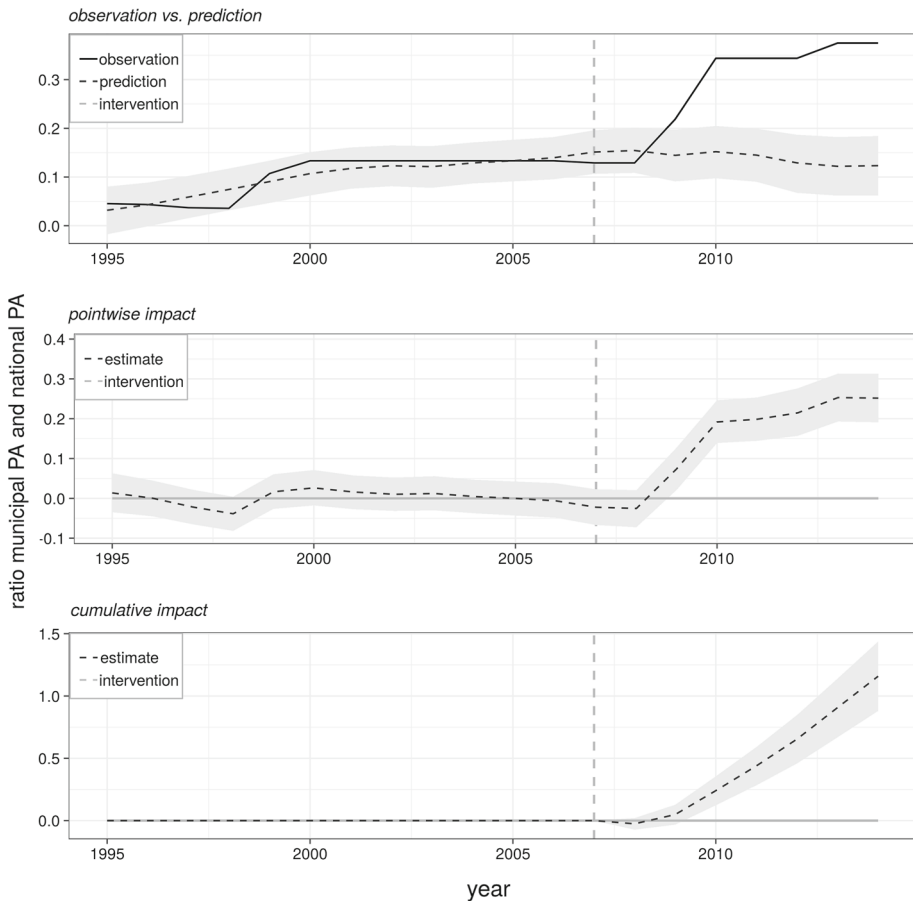 observation vs. prediction
observation
prediction
intervention
0.3
0.2
0.1
0.0
1995 2000 2005 2010
ratio municipal PA and national PA
pointwise impact
estimate
intervention
0.4
0.3
0.2
0.1
0.0
-0.1
1995 2000 2005 2010
cumulative impact
estimate
intervention
1.5
1.0
0.5
0.0
1995 2000 2005 2010
year